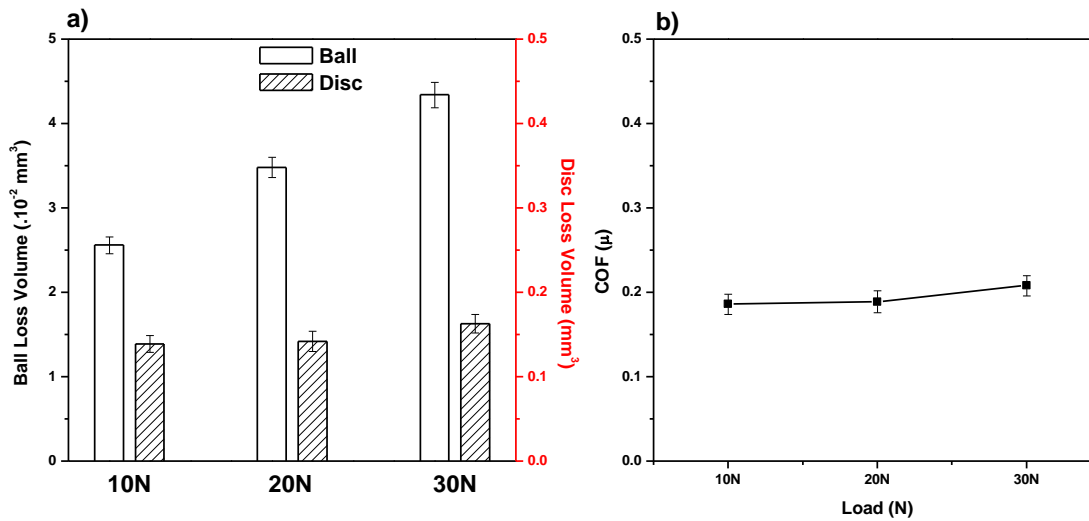 a)
Ball
Disc
Ball Loss Volume (.10⁻² mm³)
5
4
3
2
1
0
Disc Loss Volume (mm³)
0.5
0.4
0.3
0.2
0.1
0.0
10N 20N 30N
b)
COF (μ)
0.5
0.4
0.3
0.2
0.1
0.0
10N 20N 30N
Load (N)